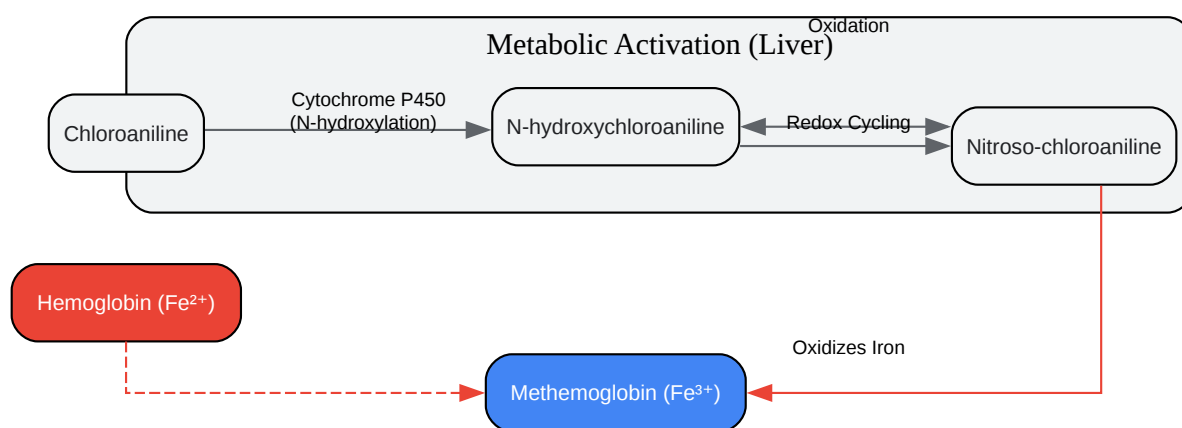 Oxidation
Metabolic Activation (Liver)
Cytochrome P450
(N-hydroxylation)
Chloroaniline
N-hydroxychloroaniline
Redox Cycling
Nitroso-chloroaniline
Hemoglobin (Fe²⁺)
Oxidizes Iron
Methemoglobin (Fe³⁺)